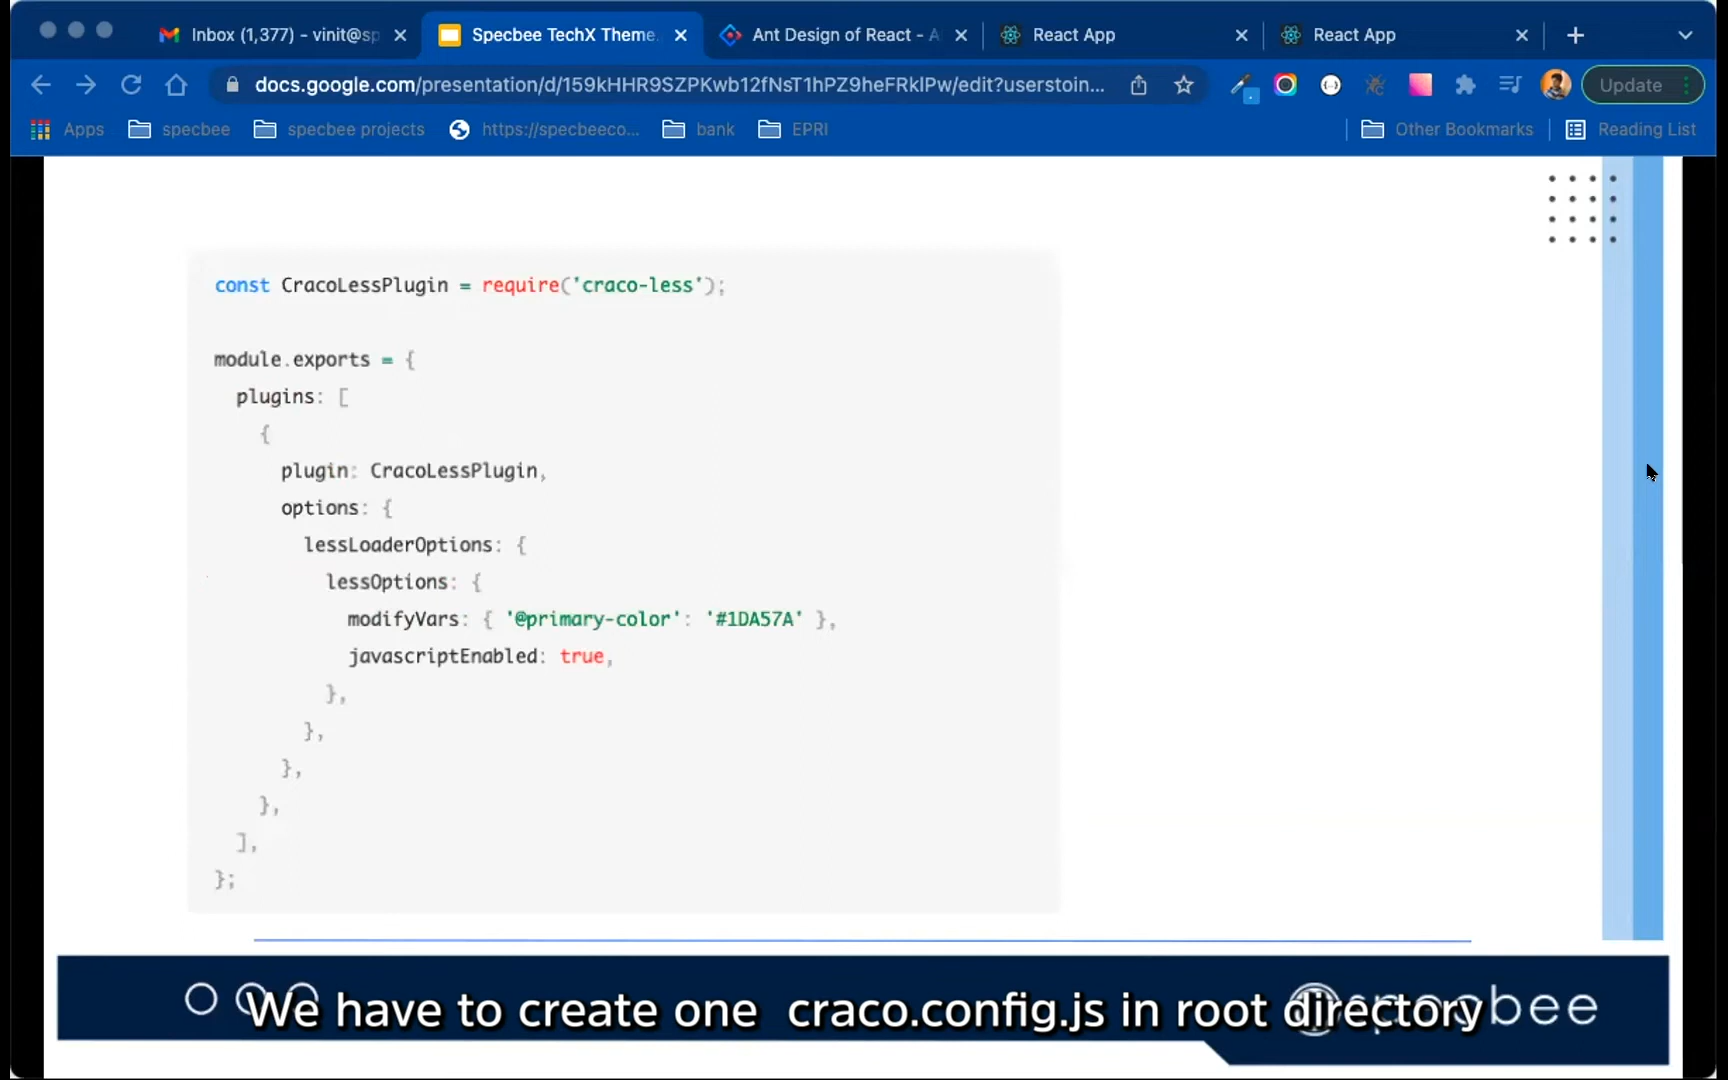 Inbox (1,377) - vinit@sp
Specbee TechX Theme.
Ant Design of React - A
React App
React App
docs.google.com/presentation/d/159kHHR9SZPKwb12fNsT1hPZ9heFRklPw/edit?userstoin...
Update
Apps
specbee
specbee projects
https://specbeeco...
bank
EPRI
Other Bookmarks
Reading List
const CracoLessPlugin = require('craco-less');
module.exports = {
plugins: [
{
plugin: CracoLessPlugin,
options: {
lessLoaderOptions: {
lessOptions: {
modifyVars: { '@primary-color': '#1DA57A' },
javascriptEnabled: true,
},
},
},
},
],
};
We have to create one craco.config.js in root directory
specbee